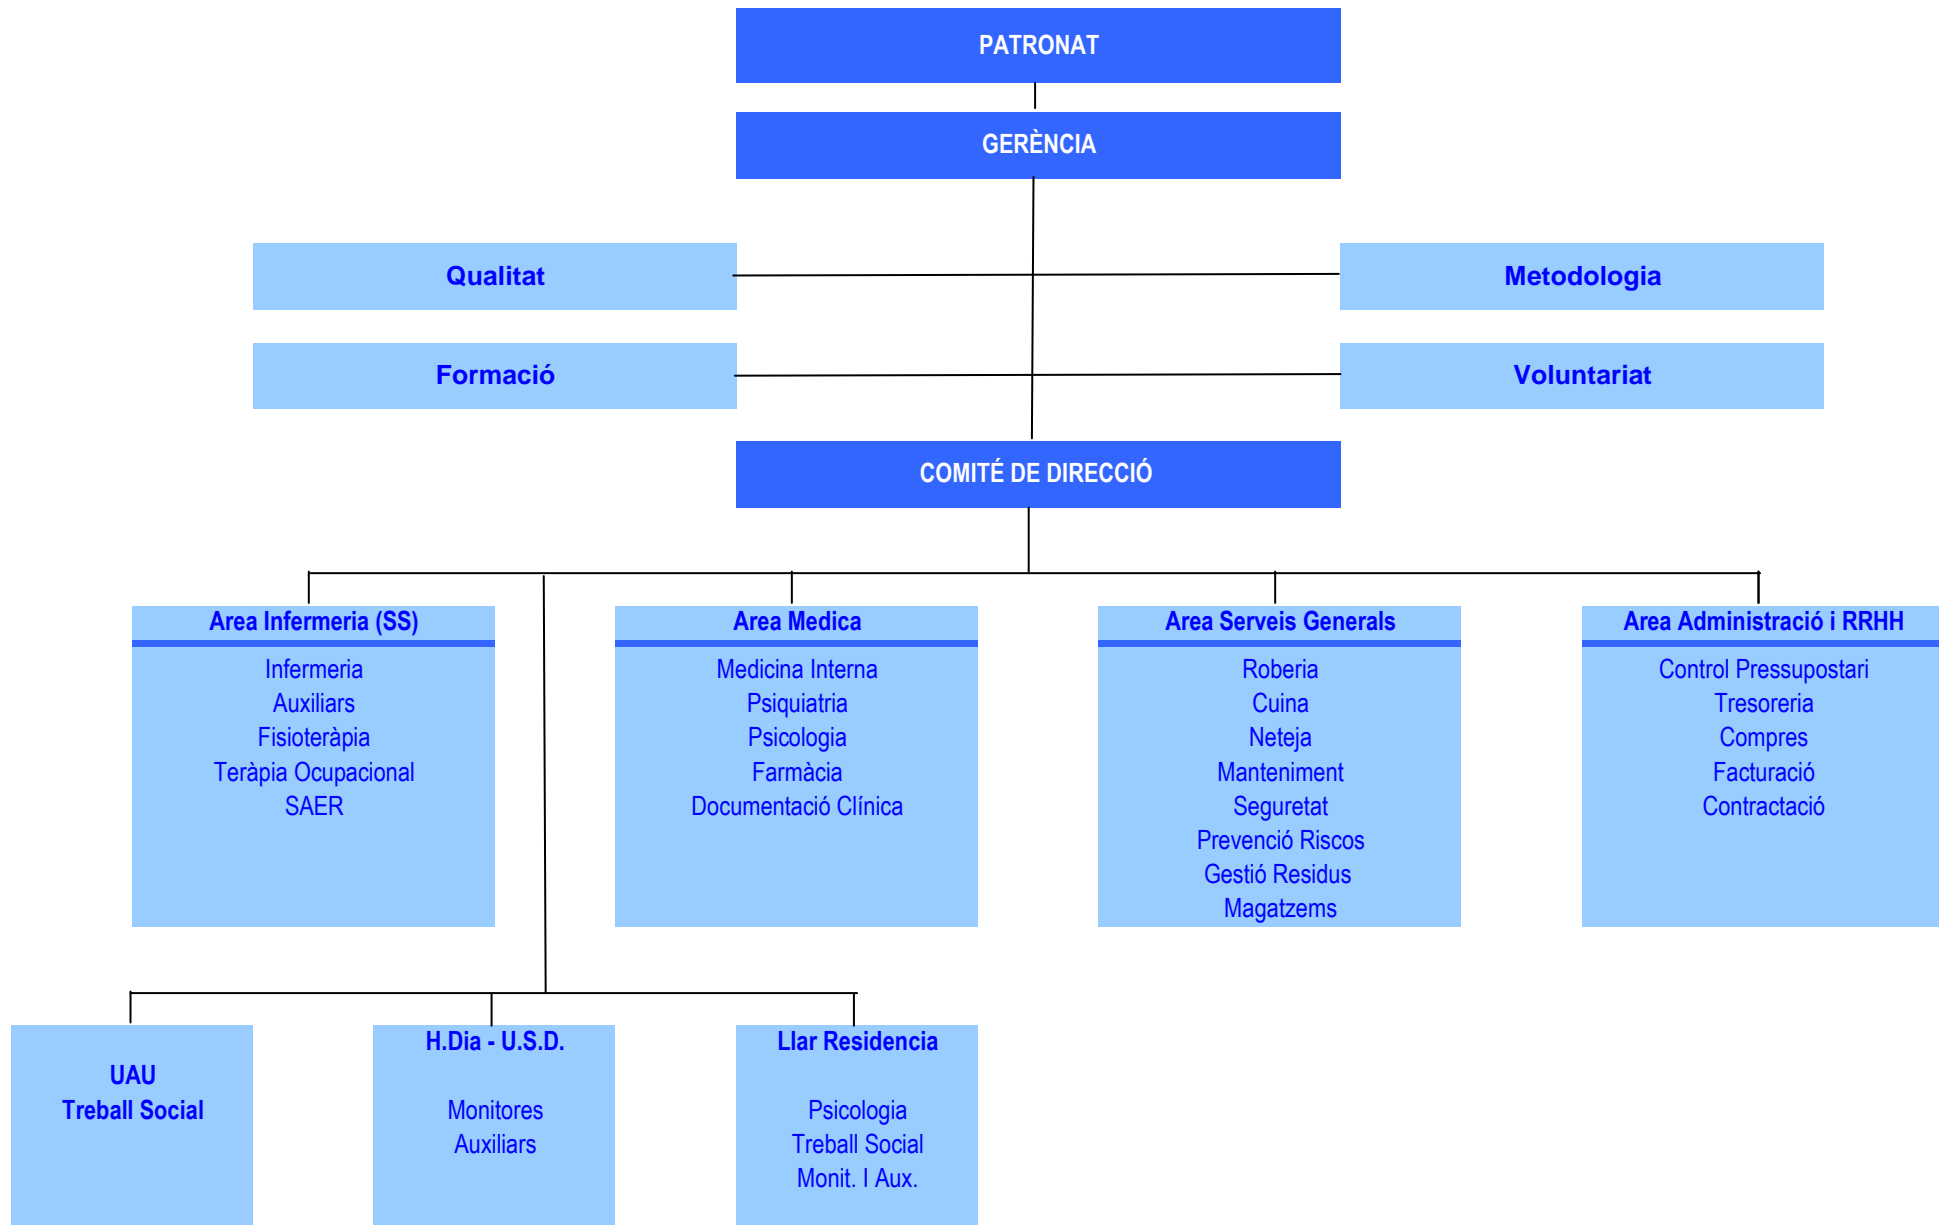 PATRONAT
GERÈNCIA
Qualitat
Metodologia
Formació
Voluntariat
COMITÉ DE DIRECCIÓ
Area Infermeria (SS)
Infermeria
Auxiliars
Fisioteràpia
Teràpia Ocupacional
SAER
Area Medica
Medicina Interna
Psiquiatria
Psicologia
Farmàcia
Documentació Clínica
Area Serveis Generals
Roberia
Cuina
Neteja
Manteniment
Seguretat
Prevenció Riscos
Gestió Residus
Magatzems
Area Administració i RRHH
Control Pressupostari
Tresoreria
Compres
Facturació
Contractació
UAU
Treball Social
H.Dia - U.S.D.
Monitores
Auxiliars
Llar Residencia
Psicologia
Treball Social
Monit. I Aux.